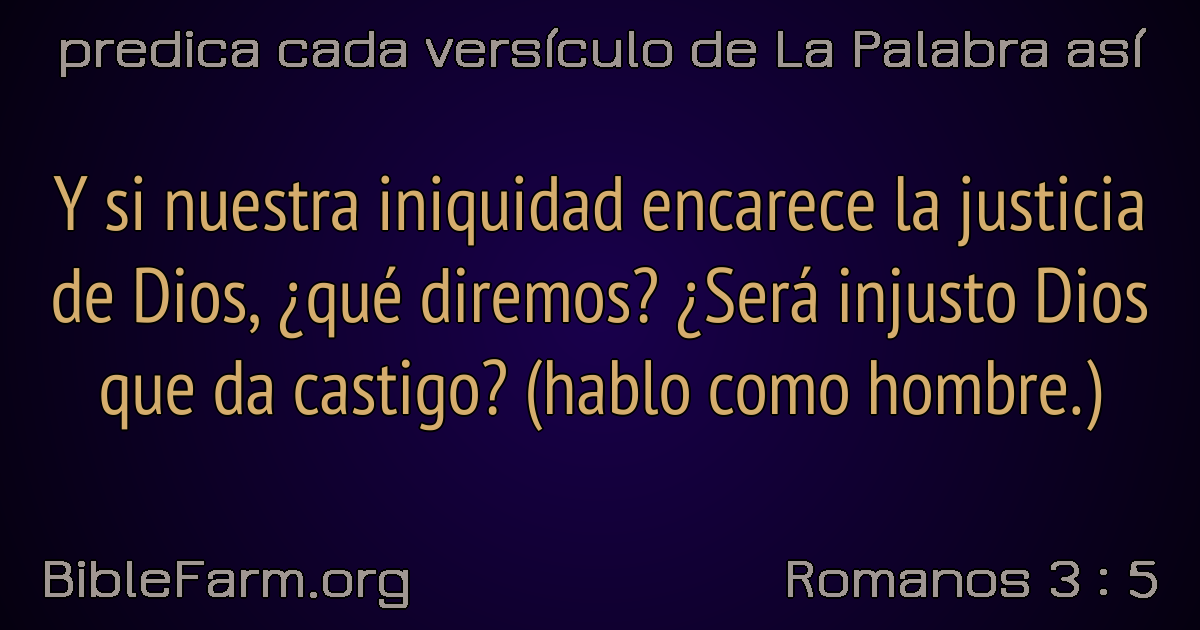 predica cada versículo de La Palabra así
Y si nuestra iniquidad encarece la justicia
de Dios, ¿qué diremos? ¿Será injusto Dios
que da castigo? (hablo como hombre.)
BibleFarm.org
Romanos 3 : 5